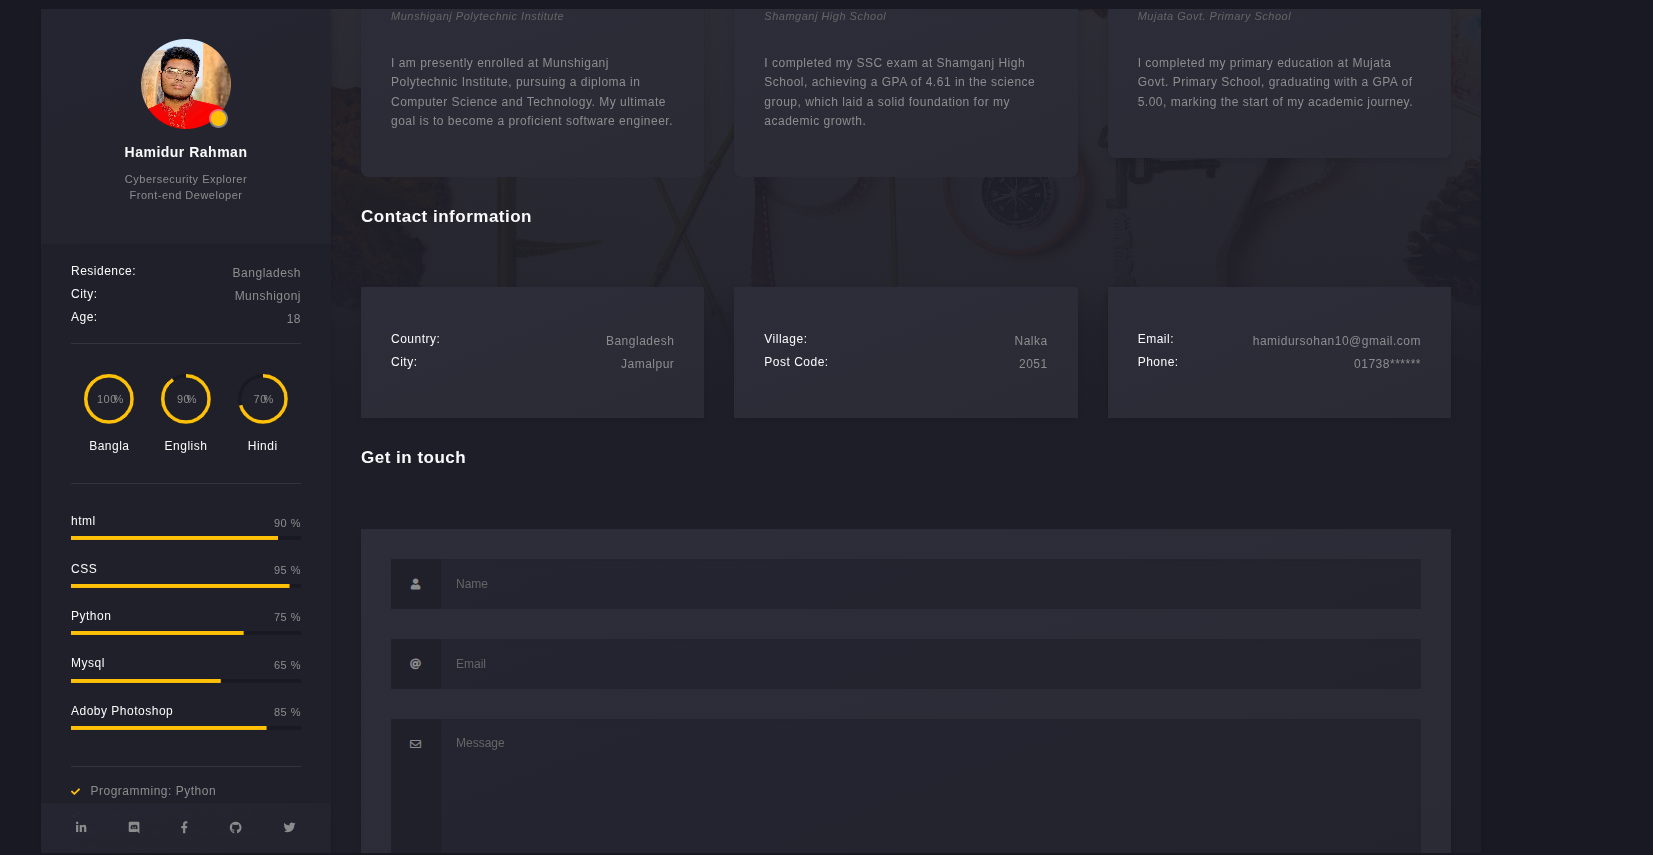 Hamidur Rahman
Cybersecurity Explorer
Front-end Deweloper
Residence: Bangladesh
City: Munshigonj
Age: 18
100% 90% 70%
Bangla English Hindi
html 90 %
CSS 95 %
Python 75 %
Mysql 65 %
Adoby Photoshop 85 %
Programming: Python
Munshiganj Polytechnic Institute
I am presently enrolled at Munshiganj
Polytechnic Institute, pursuing a diploma in
Computer Science and Technology. My ultimate
goal is to become a proficient software engineer.
Shamganj High School
I completed my SSC exam at Shamganj High
School, achieving a GPA of 4.61 in the science
group, which laid a solid foundation for my
academic growth.
Mujata Govt. Primary School
I completed my primary education at Mujata
Govt. Primary School, graduating with a GPA of
5.00, marking the start of my academic journey.
Contact information
Country: Bangladesh
City: Jamalpur
Village: Nalka
Post Code: 2051
Email: hamidursohan10@gmail.com
Phone: 01738******
Get in touch
Name
Email
Message